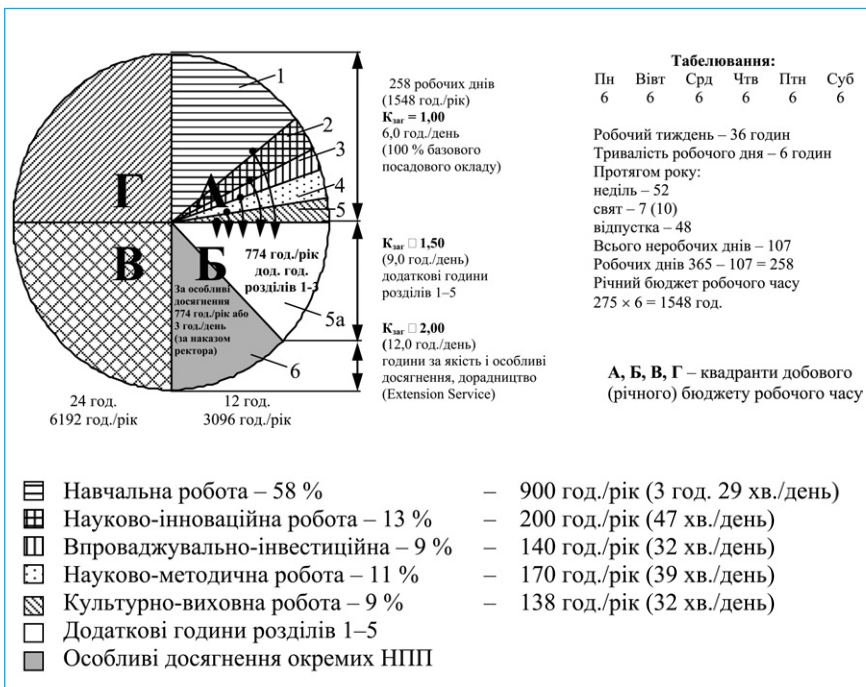 1
2
3
4
5
А
Г
В
Б
774 год./рік
дод. год.
розділів 1-3
За особливі
досягнення
774 год./рік або
3 год./день
(за наказом
ректора)
5а
6
24 год.
6192 год./рік
12 год.
3096 год./рік
258 робочих днів
(1548 год./рік)
Кзаг = 1,00
6,0 год./день
(100 % базового
посадового окладу)
Кзаг □ 1,50
(9,0 год./день)
додаткові години
розділів 1–5
Кзаг □ 2,00
(12,0 год./день)
години за якість і особливі
досягнення, дорадництво
(Extension Service)
Табелювання:
Пн Вівт Срд Чтв Птн Суб
6 6 6 6 6 6
Робочий тиждень – 36 годин
Тривалість робочого дня – 6 годин
Протягом року:
неділь – 52
свят – 7 (10)
відпустка – 48
Всього неробочих днів – 107
Робочих днів 365 – 107 = 258
Річний бюджет робочого часу
275 × 6 = 1548 год.
А, Б, В, Г – квадранти добового
(річного) бюджету робочого часу
Навчальна робота – 58 % – 900 год./рік (3 год. 29 хв./день)
Науково-інноваційна робота – 13 % – 200 год./рік (47 хв./день)
Впроваджувально-інвестиційна – 9 % – 140 год./рік (32 хв./день)
Науково-методична робота – 11 % – 170 год./рік (39 хв./день)
Культурно-виховна робота – 9 % – 138 год./рік (32 хв./день)
Додаткові години розділів 1–5
Особливі досягнення окремих НПП